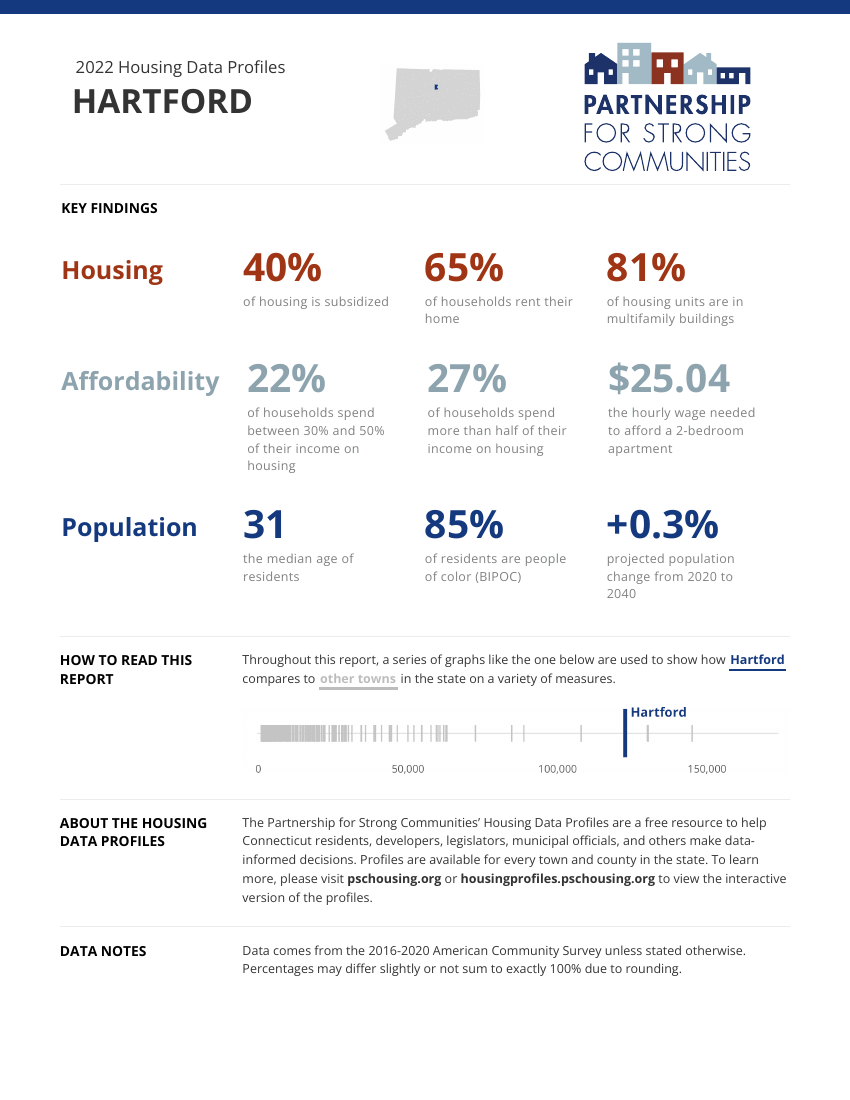 2022 Housing Data Profiles
HARTFORD
PARTNERSHIP
FOR STRONG
COMMUNITIES
KEY FINDINGS
Housing
40%
of housing is subsidized
65%
of households rent their
home
81%
of housing units are in
multifamily buildings
Affordability
22%
of households spend
between 30% and 50%
of their income on
housing
27%
of households spend
more than half of their
income on housing
$25.04
the hourly wage needed
to afford a 2-bedroom
apartment
Population
31
the median age of
residents
85%
of residents are people
of color (BIPOC)
+0.3%
projected population
change from 2020 to
2040
HOW TO READ THIS
REPORT
Throughout this report, a series of graphs like the one below are used to show how Hartford
compares to other towns in the state on a variety of measures.
Hartford
0 50,000 100,000 150,000
ABOUT THE HOUSING
DATA PROFILES
The Partnership for Strong Communities’ Housing Data Profiles are a free resource to help
Connecticut residents, developers, legislators, municipal officials, and others make data-
informed decisions. Profiles are available for every town and county in the state. To learn
more, please visit pschousing.org or housingprofiles.pschousing.org to view the interactive
version of the profiles.
DATA NOTES
Data comes from the 2016-2020 American Community Survey unless stated otherwise.
Percentages may differ slightly or not sum to exactly 100% due to rounding.